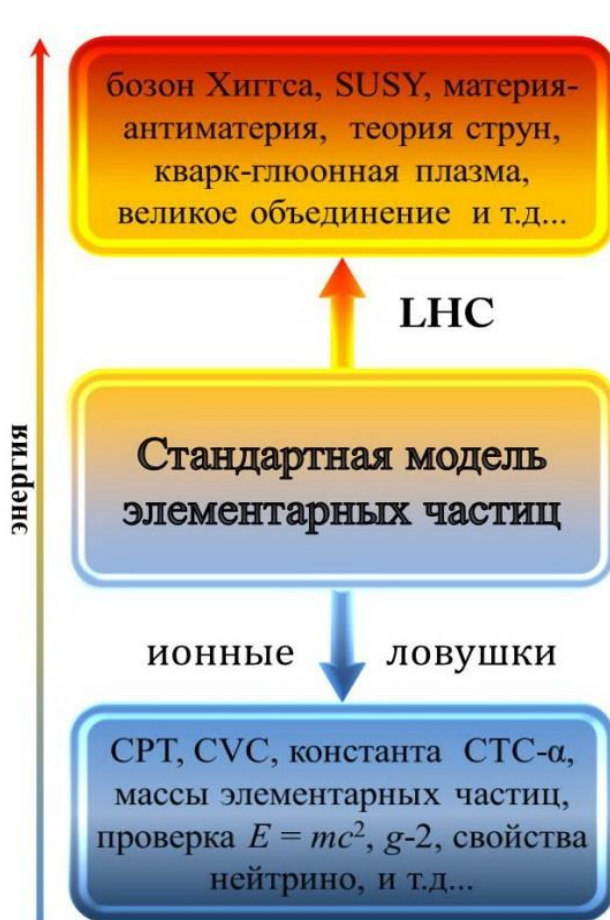 бозон Хиггса, SUSY, материя-
антиматерия, теория струн,
кварк-глюонная плазма,
великое объединение и т.д...
LHC
энергия
Стандартная модель
элементарных частиц
ионные ловушки
CPT, CVC, константа СТС-α,
массы элементарных частиц,
проверка E = mc², g-2, свойства
нейтрино, и т.д...